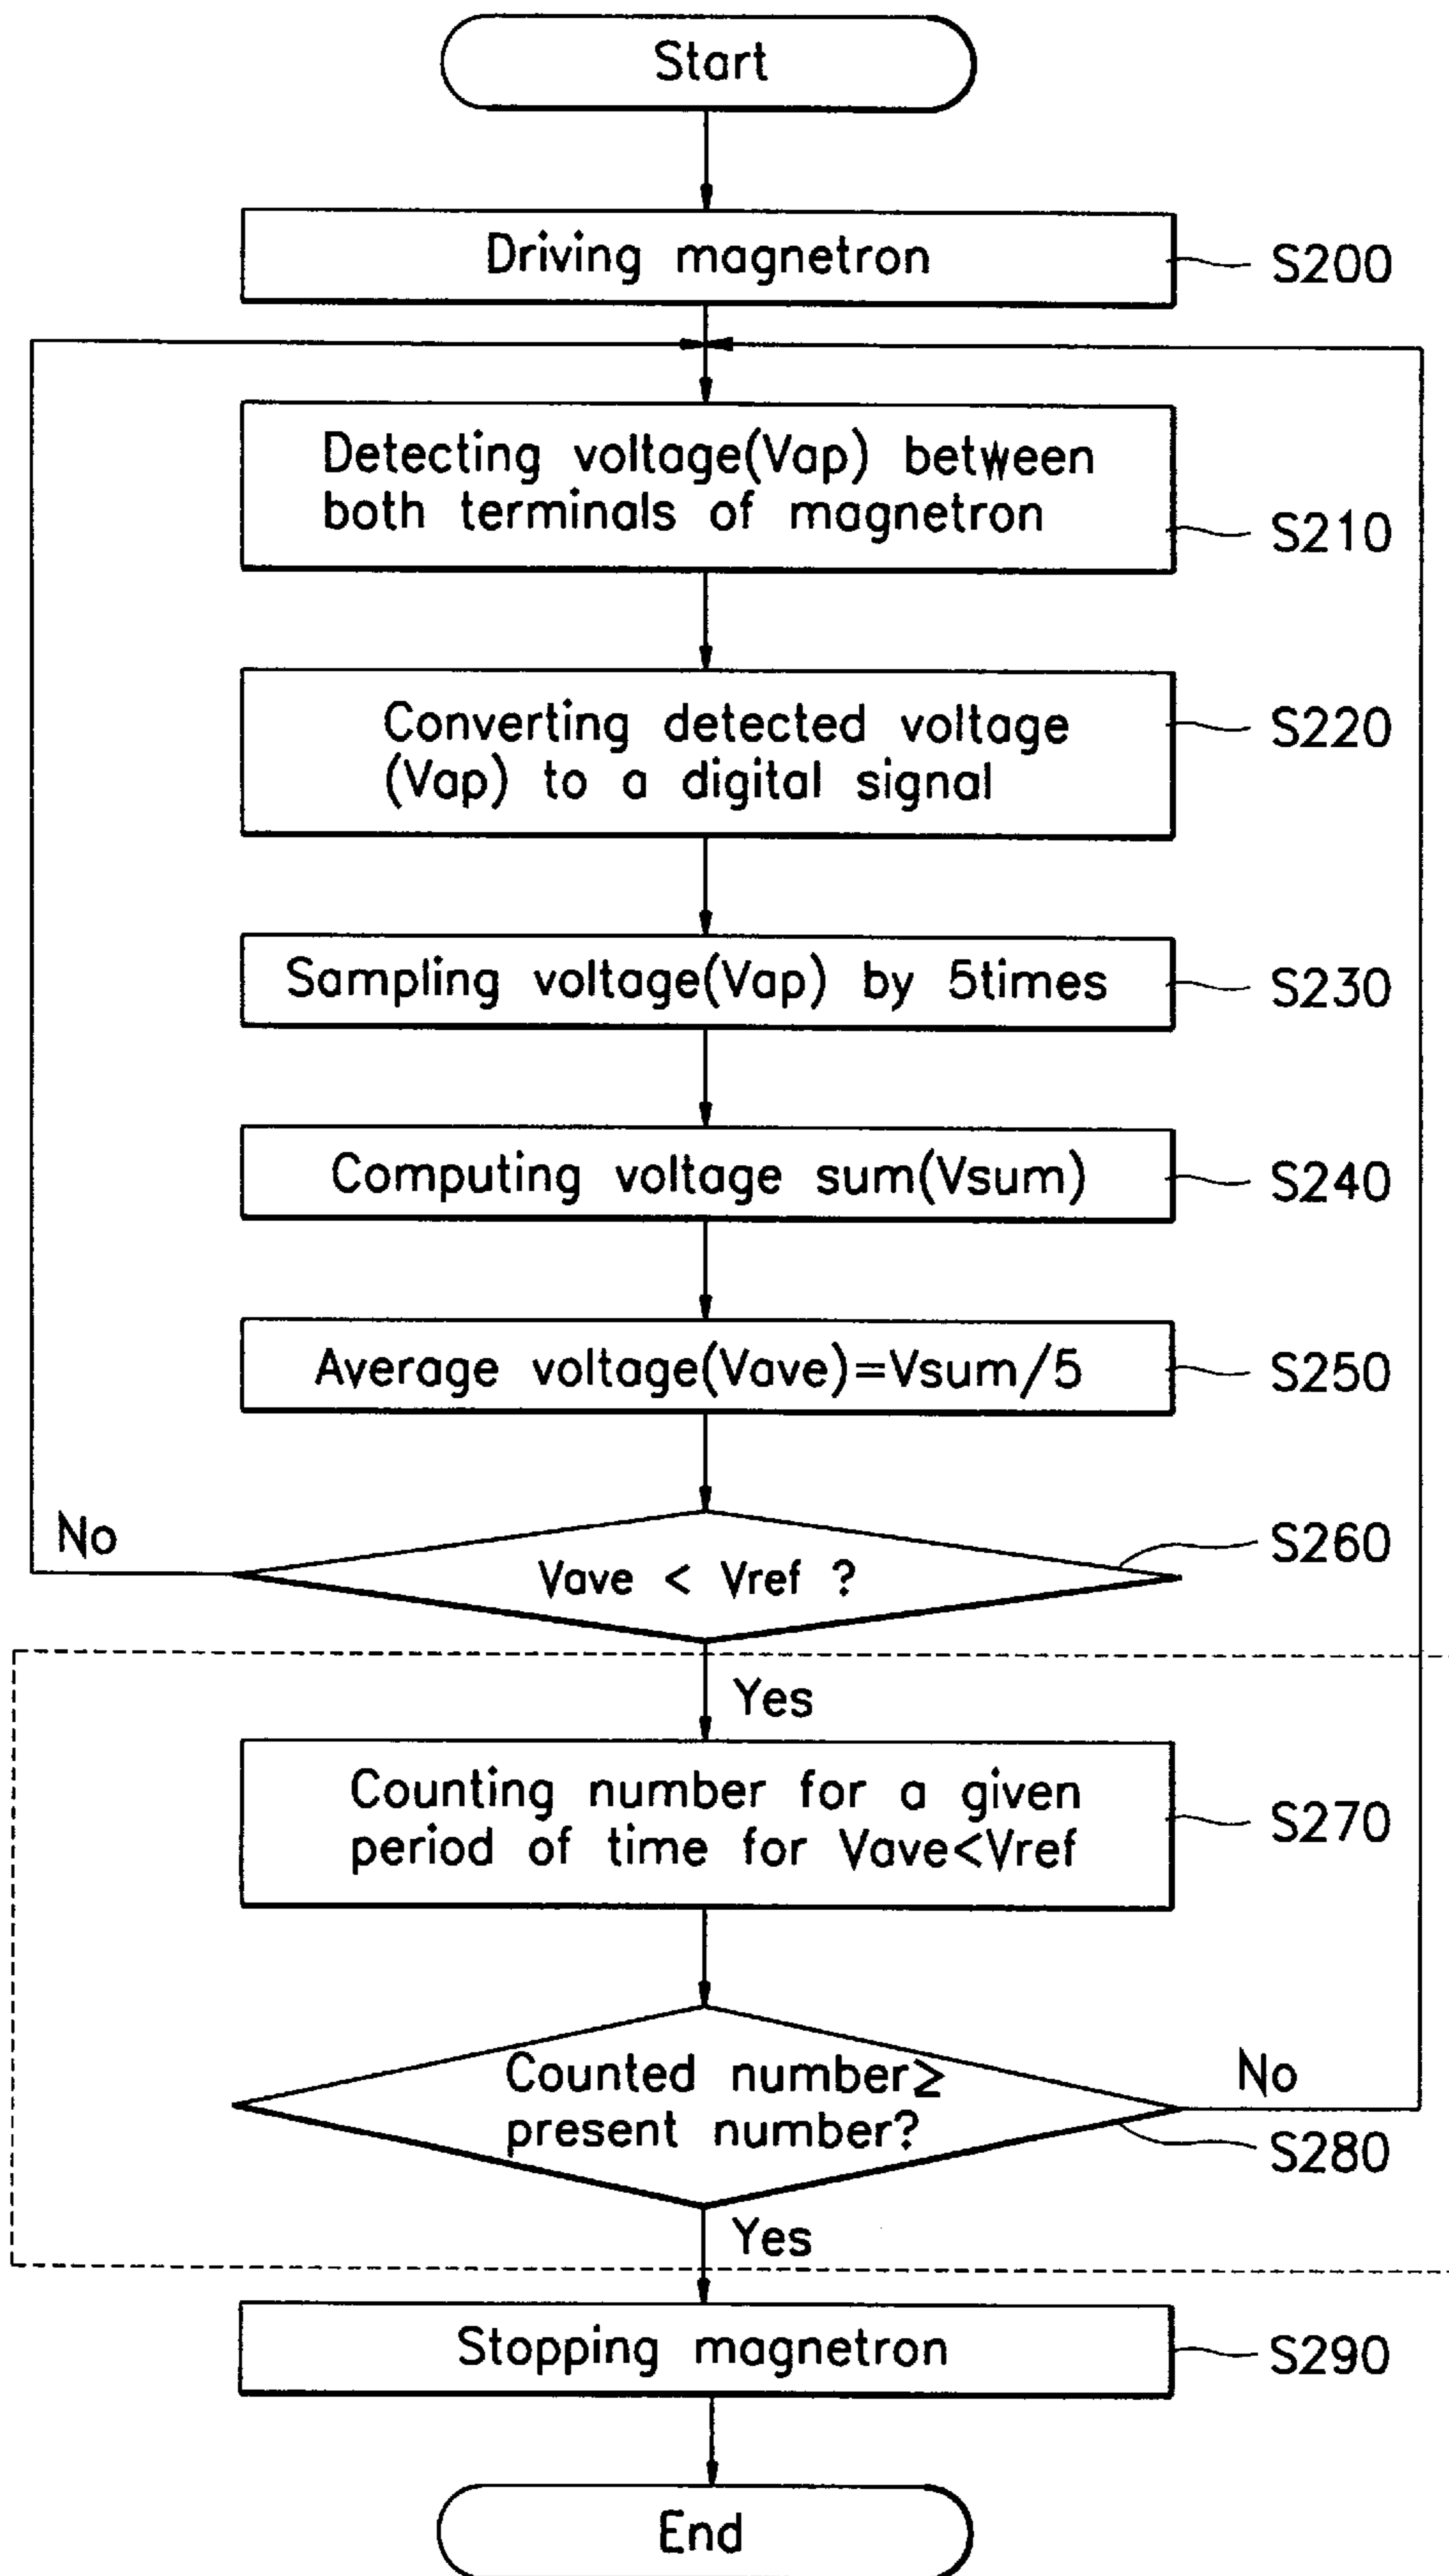 Start
Driving magnetron
S200
Detecting voltage(Vap) between
both terminals of magnetron
S210
Converting detected voltage
(Vap) to a digital signal
S220
Sampling voltage(Vap) by 5times
S230
Computing voltage sum(Vsum)
S240
Average voltage(Vave)=Vsum/5
S250
No
Vave < Vref ?
S260
Yes
Counting number for a given
period of time for Vave<Vref
S270
Counted number≥
present number?
No
S280
Yes
Stopping magnetron
S290
End